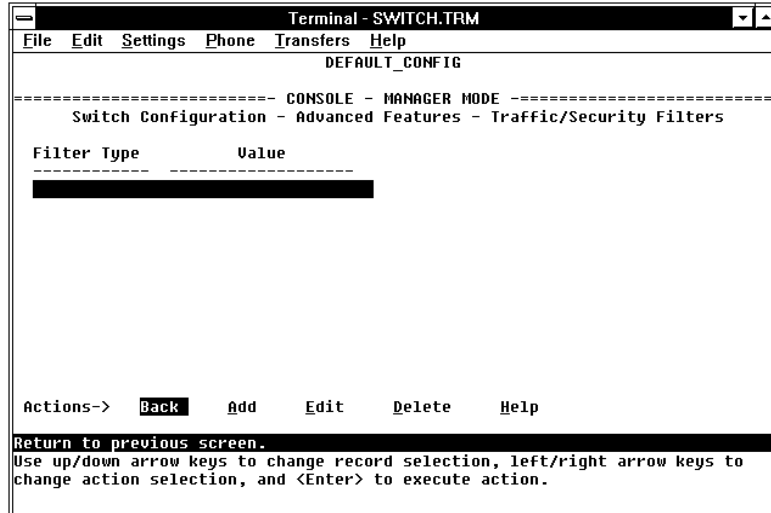 Terminal - SWITCH.TRM
File Edit Settings Phone Transfers Help
DEFAULT_CONFIG
==========================- CONSOLE - MANAGER MODE -==========================
Switch Configuration - Advanced Features - Traffic/Security Filters
Filter Type Value
------------ -------------------
Actions-> Back Add Edit Delete Help
Return to previous screen.
Use up/down arrow keys to change record selection, left/right arrow keys to
change action selection, and <Enter> to execute action.